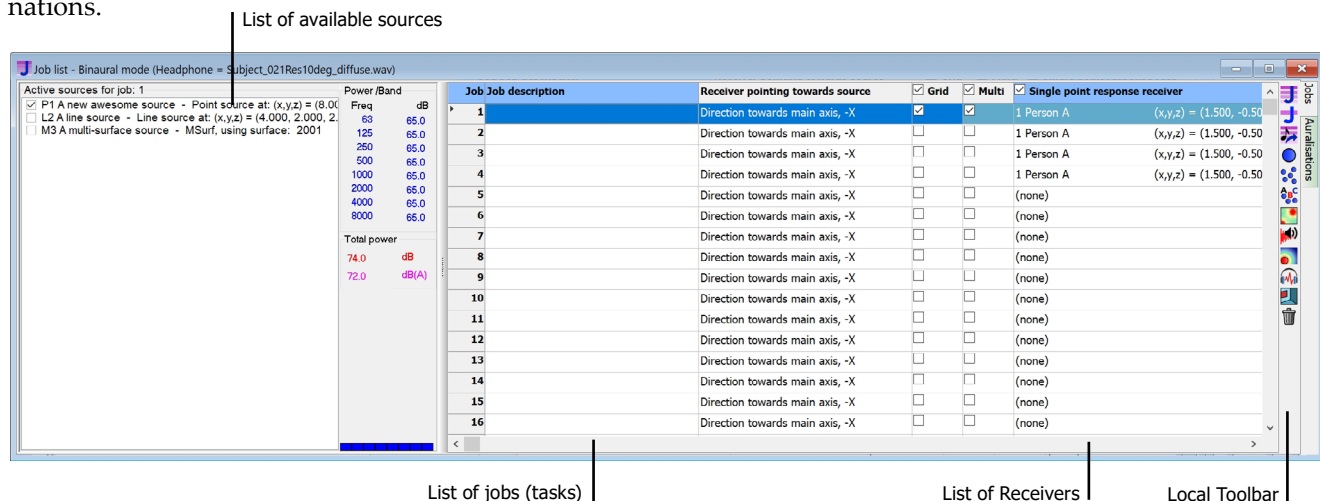 nations.
List of available sources
Job list - Binaural mode (Headphone = Subject_021Res10deg_diffuse.wav)
Active sources for job: 1
P1 A new awesome source - Point source at: (x,y,z) = (8.00
L2 A line source - Line source at: (x,y,z) = (4.000, 2.000, 2.
M3 A multi-surface source - MSurf, using surface: 2001
Power /Band
Freq dB
63 65.0
125 65.0
250 65.0
500 65.0
1000 65.0
2000 65.0
4000 65.0
8000 65.0
Total power
74.0 dB
72.0 dB(A)
Job Job description Receiver pointing towards source Grid Multi Single point response receiver
1 Direction towards main axis, -X 1 Person A (x,y,z) = (1.500, -0.50
2 Direction towards main axis, -X 1 Person A (x,y,z) = (1.500, -0.50
3 Direction towards main axis, -X 1 Person A (x,y,z) = (1.500, -0.50
4 Direction towards main axis, -X 1 Person A (x,y,z) = (1.500, -0.50
5 Direction towards main axis, -X (none)
6 Direction towards main axis, -X (none)
7 Direction towards main axis, -X (none)
8 Direction towards main axis, -X (none)
9 Direction towards main axis, -X (none)
10 Direction towards main axis, -X (none)
11 Direction towards main axis, -X (none)
12 Direction towards main axis, -X (none)
13 Direction towards main axis, -X (none)
14 Direction towards main axis, -X (none)
15 Direction towards main axis, -X (none)
16 Direction towards main axis, -X (none)
Jobs
Auralisations
List of jobs (tasks)
List of Receivers
Local Toolbar